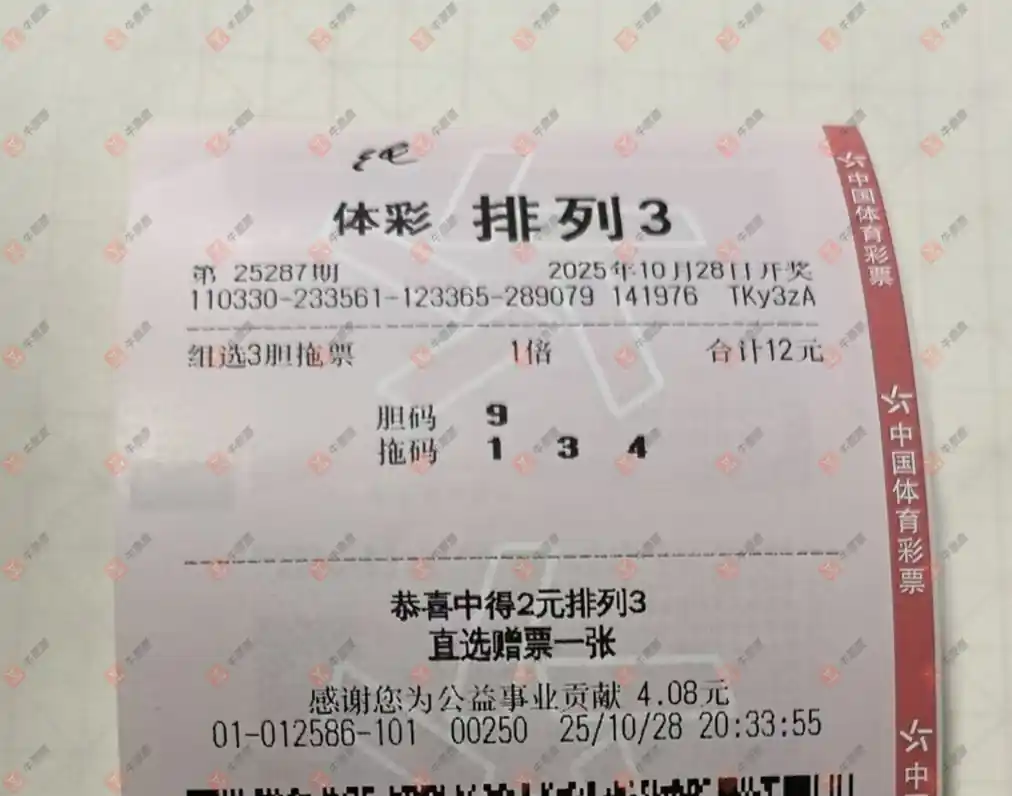 体彩 排列3
第 25287期 2025年10月28日开奖
110330-233561-123365-289079 141976 TKy3zA
组选3胆拖票 1倍 合计12元
胆码 9
拖码 1 3 4
恭喜中得2元排列3
直选赠票一张
感谢您为公益事业贡献 4.08元
01-012586-101 00250 25/10/28 20:33:55
中国体育彩票
中国体育彩票
中